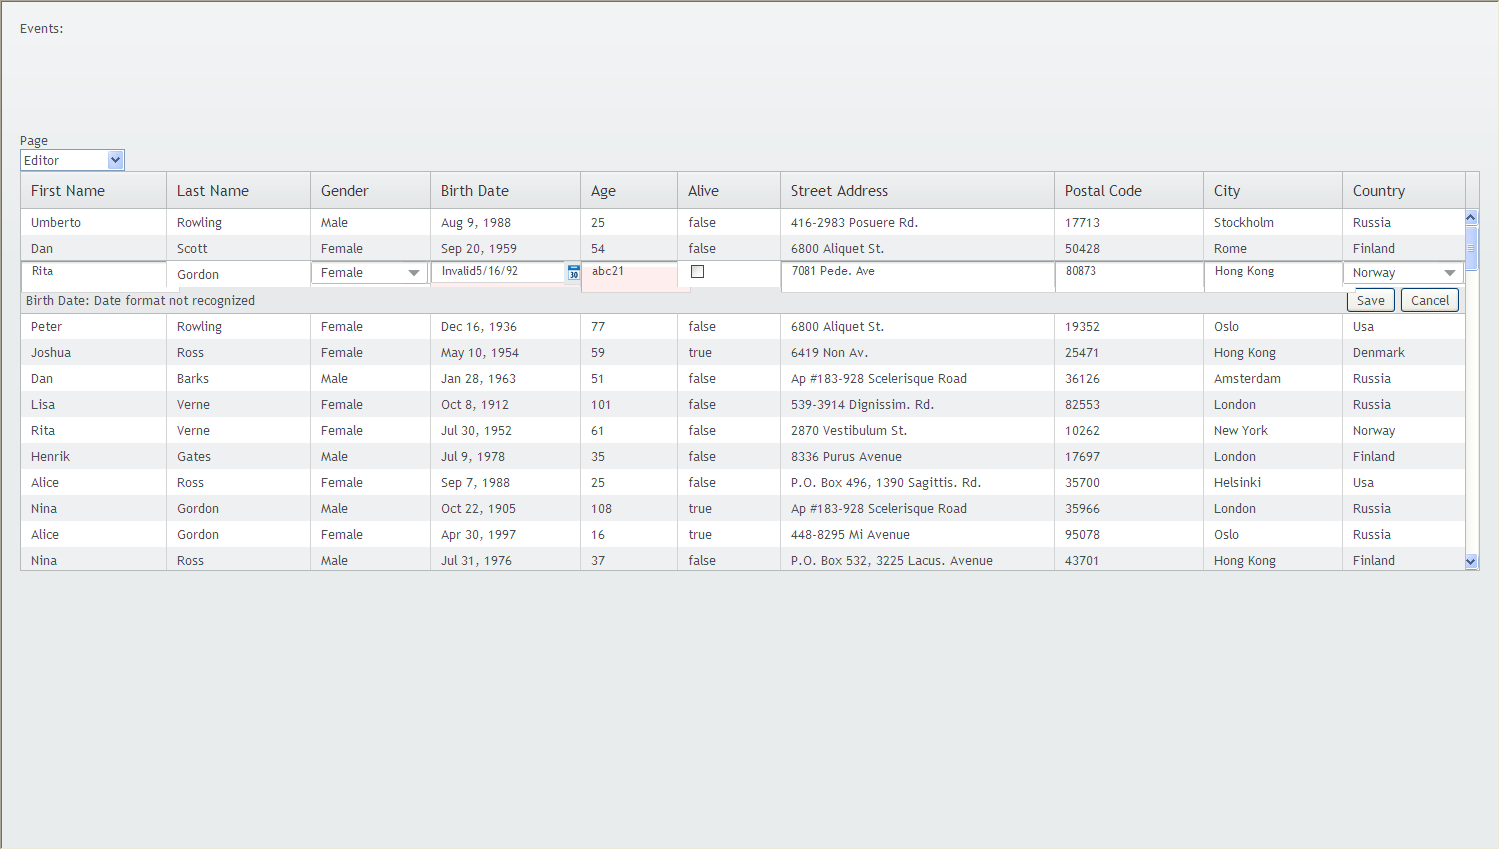 Events:
Page
Editor
First Name Last Name Gender Birth Date Age Alive Street Address Postal Code City Country
Umberto Rowling Male Aug 9, 1988 25 false 416-2983 Posuere Rd. 17713 Stockholm Russia
Dan Scott Female Sep 20, 1959 54 false 6800 Aliquet St. 50428 Rome Finland
Rita Gordon Female Invalid5/16/92 30 abc21 7081 Pede. Ave 80873 Hong Kong Norway
Birth Date: Date format not recognized Save Cancel
Peter Rowling Female Dec 16, 1936 77 false 6800 Aliquet St. 19352 Oslo Usa
Joshua Ross Female May 10, 1954 59 true 6419 Non Av. 25471 Hong Kong Denmark
Dan Barks Male Jan 28, 1963 51 false Ap #183-928 Scelerisque Road 36126 Amsterdam Russia
Lisa Verne Female Oct 8, 1912 101 false 539-3914 Dignissim. Rd. 82553 London Russia
Rita Verne Female Jul 30, 1952 61 false 2870 Vestibulum St. 10262 New York Norway
Henrik Gates Male Jul 9, 1978 35 false 8336 Purus Avenue 17697 London Finland
Alice Ross Female Sep 7, 1988 25 false P.O. Box 496, 1390 Sagittis. Rd. 35700 Helsinki Usa
Nina Gordon Male Oct 22, 1905 108 true Ap #183-928 Scelerisque Road 35966 London Russia
Alice Gordon Female Apr 30, 1997 16 true 448-8295 Mi Avenue 95078 Oslo Russia
Nina Ross Male Jul 31, 1976 37 false P.O. Box 532, 3225 Lacus. Avenue 43701 Hong Kong Finland